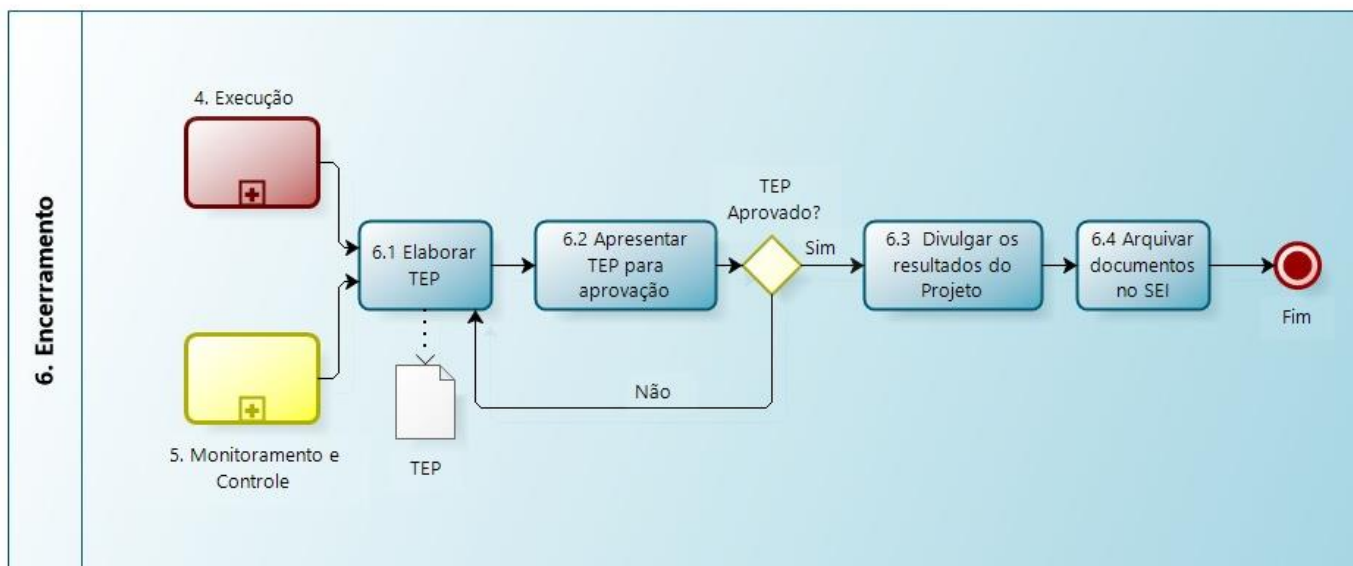 6. Encerramento
4. Execução
5. Monitoramento e
Controle
6.1 Elaborar
TEP
TEP
6.2 Apresentar
TEP para
aprovação
TEP
Aprovado?
Sim
Não
6.3 Divulgar os
resultados do
Projeto
6.4 Arquivar
documentos
no SEI
Fim